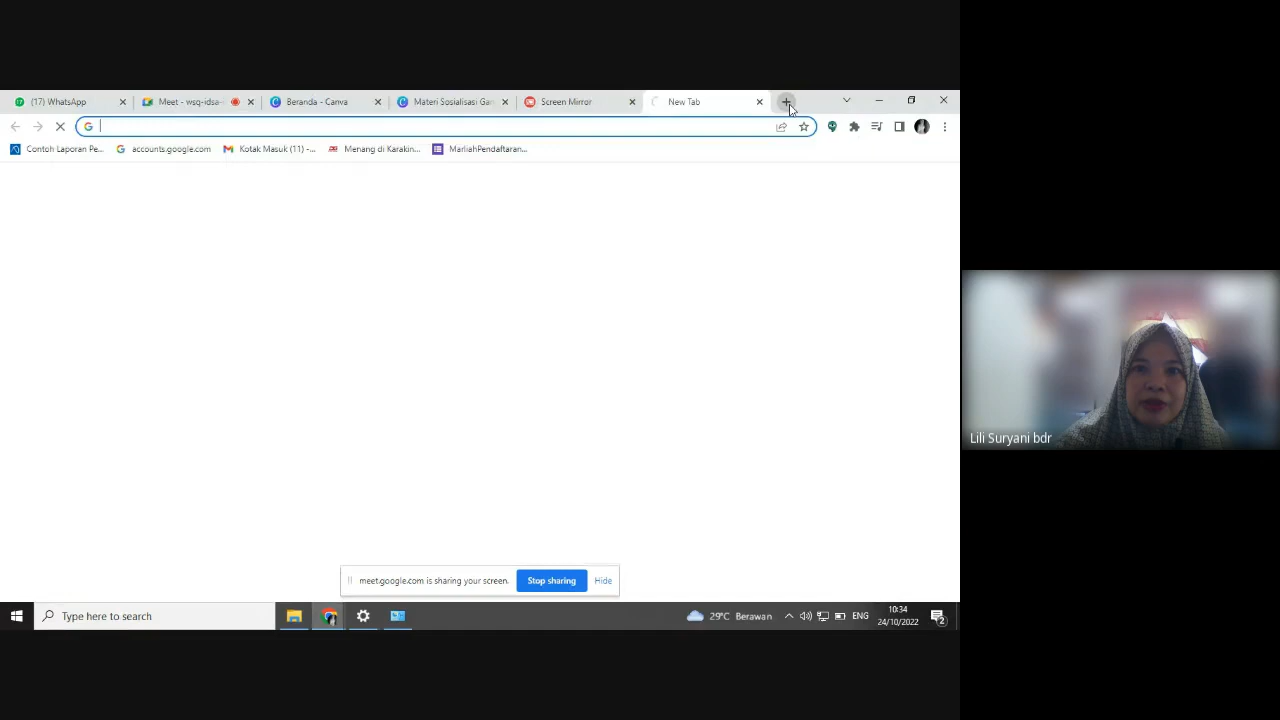 (17) WhatsApp
Meet - wsq-idsa-
Beranda - Canva
Materi Sosialisasi Ga
Screen Mirror
New Tab
Contoh Laporan Pe...
accounts.google.com
Kotak Masuk (11) -...
Menang di Karakin...
MarliahPendaftaran...
Lili Suryani bdr
meet.google.com is sharing your screen.
Stop sharing
Hide
Type here to search
29°C Berawan
ENG
10:34
24/10/2022
2